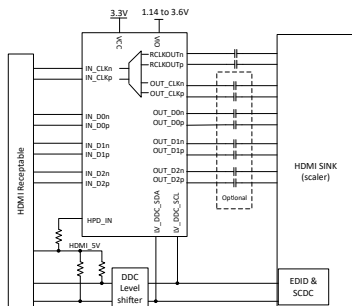 3.3V
1.14 to 3.6V
VCC
VIO
RCLKOUTn
RCLKOUTp
IN_CLKn
IN_CLKp
OUT_CLKn
OUT_CLKp
IN_D0n
IN_D0p
OUT_D0n
OUT_D0p
IN_D1n
IN_D1p
OUT_D1n
OUT_D1p
IN_D2n
IN_D2p
OUT_D2n
OUT_D2p
HDMI Receptable
HDMI SINK
(scaler)
Optional
HPD_IN
LV_DDC_SDA
LV_DDC_SCL
HDMI_5V
DDC
Level
shifter
EDID &
SCDC